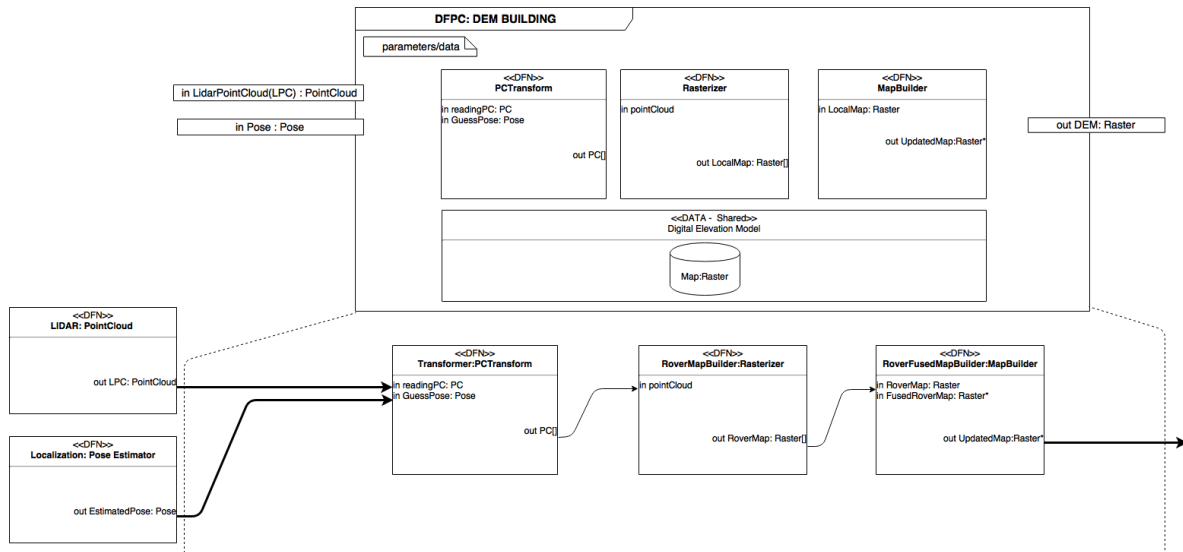 DFPC: DEM BUILDING
parameters/data
in LidarPointCloud(LPC) : PointCloud
in Pose : Pose
<<DFN>>
PCTransform
in readingPC: PC
in GuessPose: Pose
out PC[]
<<DFN>>
Rasterizer
in pointCloud
out LocalMap: Raster[]
<<DFN>>
MapBuilder
in LocalMap: Raster
out UpdatedMap:Raster*
out DEM: Raster
<<DATA - Shared>>
Digital Elevation Model
Map:Raster
<<DFN>>
LIDAR: PointCloud
out LPC: PointCloud
<<DFN>>
Localization: Pose Estimator
out EstimatedPose: Pose
<<DFN>>
Transformer:PCTransform
in readingPC: PC
in GuessPose: Pose
out PC[]
<<DFN>>
RoverMapBuilder:Rasterizer
in pointCloud
out RoverMap: Raster[]
<<DFN>>
RoverFusedMapBuilder:MapBuilder
in RoverMap: Raster
in FusedRoverMap: Raster*
out UpdatedMap:Raster*